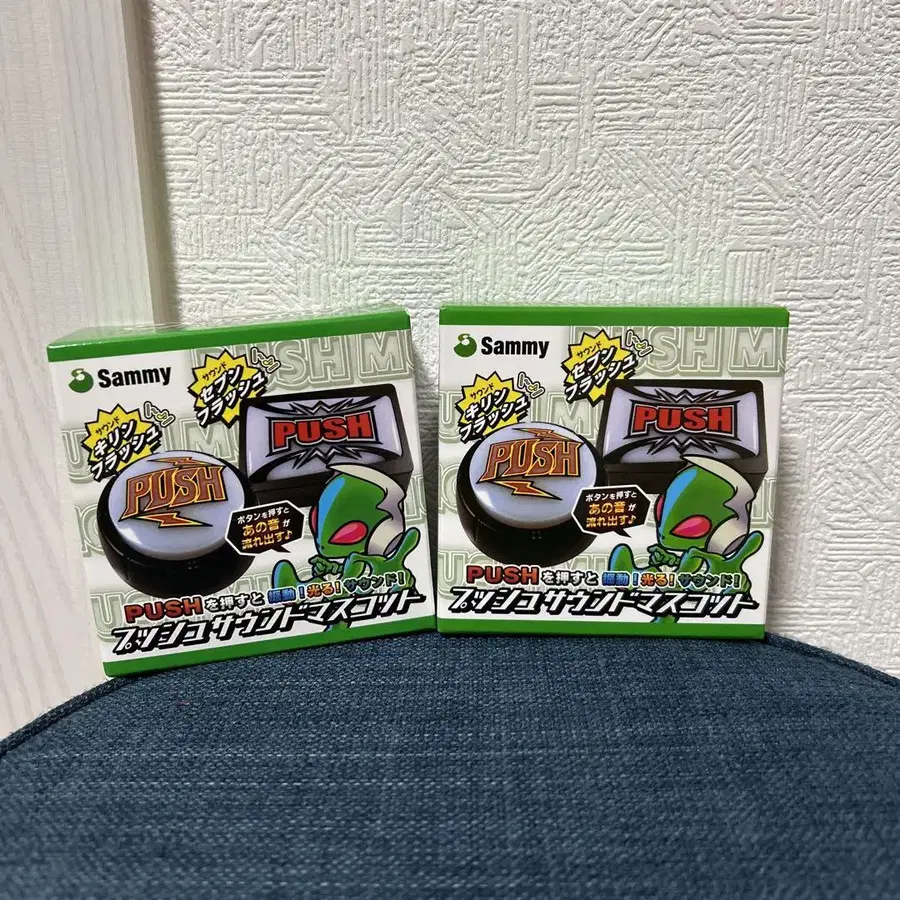 Sammy
サウンド
セブン
フラッシュ
サウンド
キリン
フラッシュ
PUSH
PUSH
ボタンを押すと
あの音が
流れ出す♪
PUSHを押すと 振動!光る!サウンド!
プッシュサウンドマスコット
Sammy
サウンド
セブン
フラッシュ
サウンド
キリン
フラッシュ
PUSH
PUSH
ボタンを押すと
あの音が
流れ出す♪
PUSHを押すと 振動!光る!サウンド!
プッシュサウンドマスコット